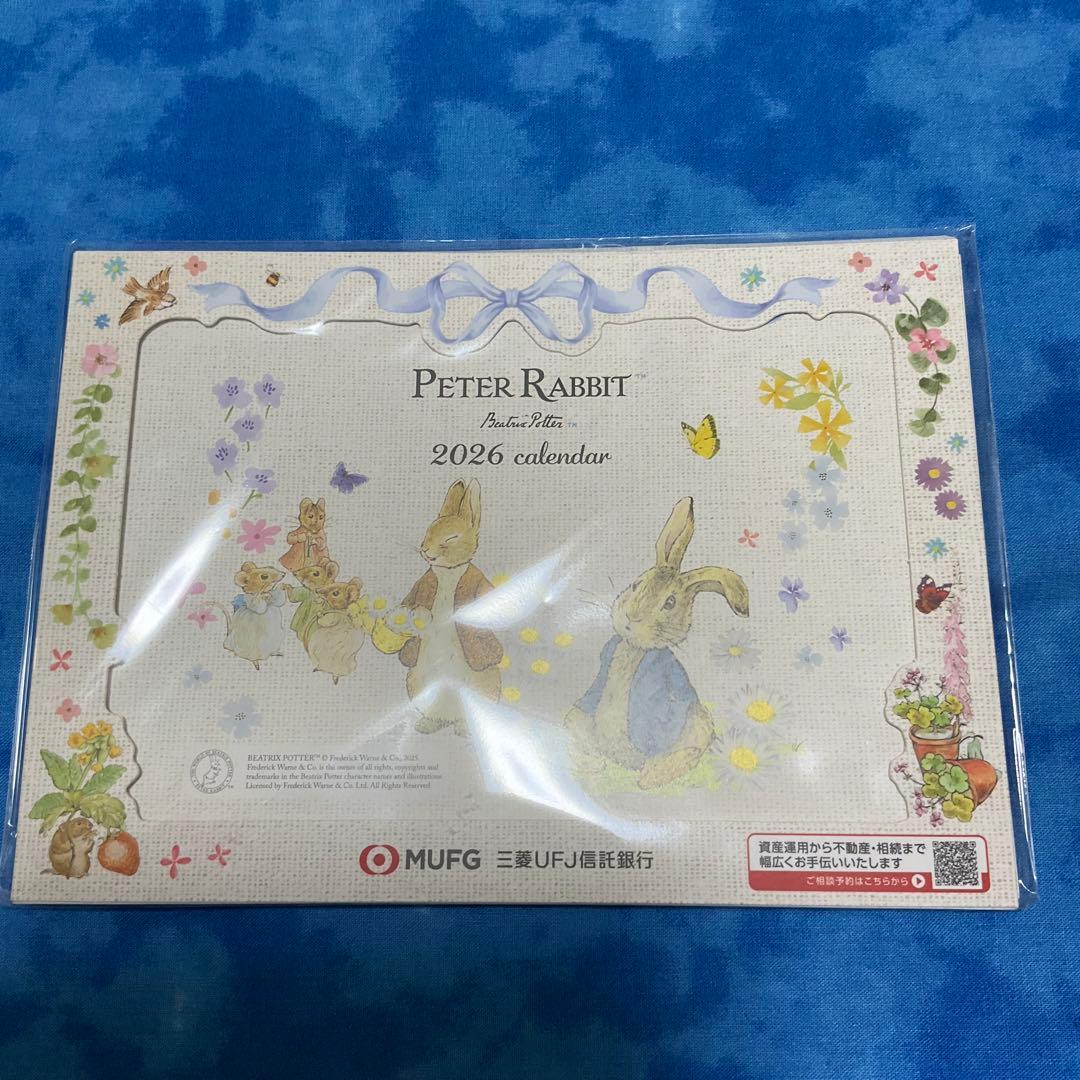 PETER RABBIT™
Beatrix Potter ™
2026 calendar
BEATRIX POTTER™ © Frederick Warne & Co., 2025.
Frederick Warne & Co. is the owner of all rights, copyrights and
trademarks in the Beatrix Potter character names and illustrations.
Licensed by Frederick Warne & Co. Ltd. All Rights Reserved.
MUFG 三菱UFJ信託銀行
資産運用から不動産・相続まで
幅広くお手伝いいたします
ご相談予約はこちらから